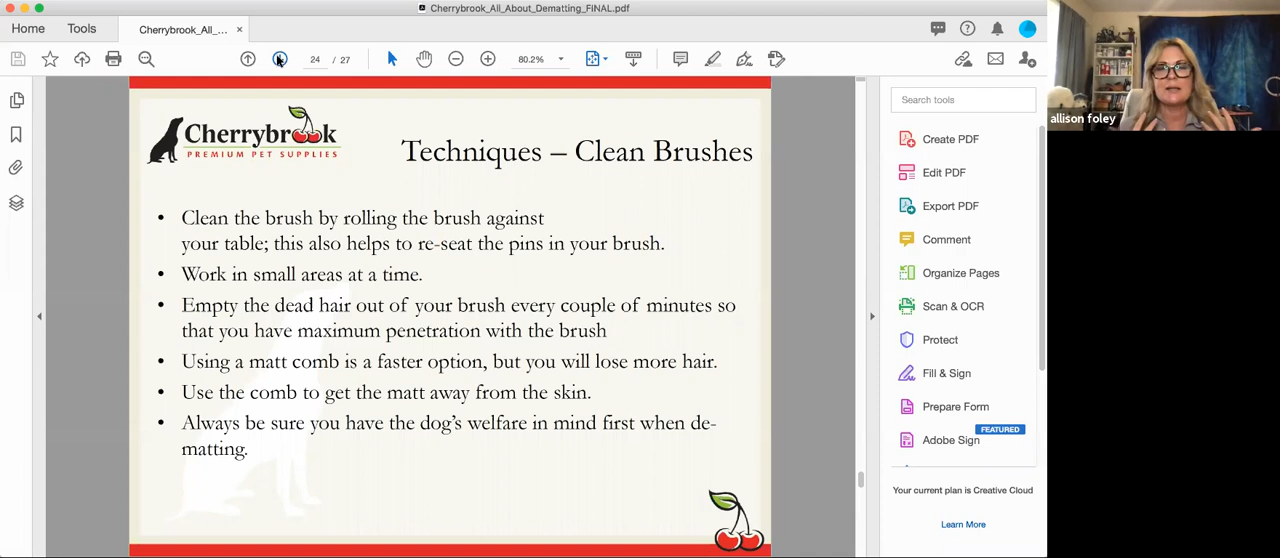 Cherrybrook_All_About_Dematting_FINAL.pdf
Home
Tools
Cherrybrook_All_...
24 / 27
80.2%
Cherrybrook
PREMIUM PET SUPPLIES
Techniques – Clean Brushes
• Clean the brush by rolling the brush against
your table; this also helps to re-seat the pins in your brush.
• Work in small areas at a time.
• Empty the dead hair out of your brush every couple of minutes so
that you have maximum penetration with the brush
• Using a matt comb is a faster option, but you will lose more hair.
• Use the comb to get the matt away from the skin.
• Always be sure you have the dog's welfare in mind first when de-
matting.
Search tools
Create PDF
Edit PDF
Export PDF
Comment
Organize Pages
Scan & OCR
Protect
Fill & Sign
Prepare Form
FEATURED
Adobe Sign
Your current plan is Creative Cloud
Learn More
allison foley